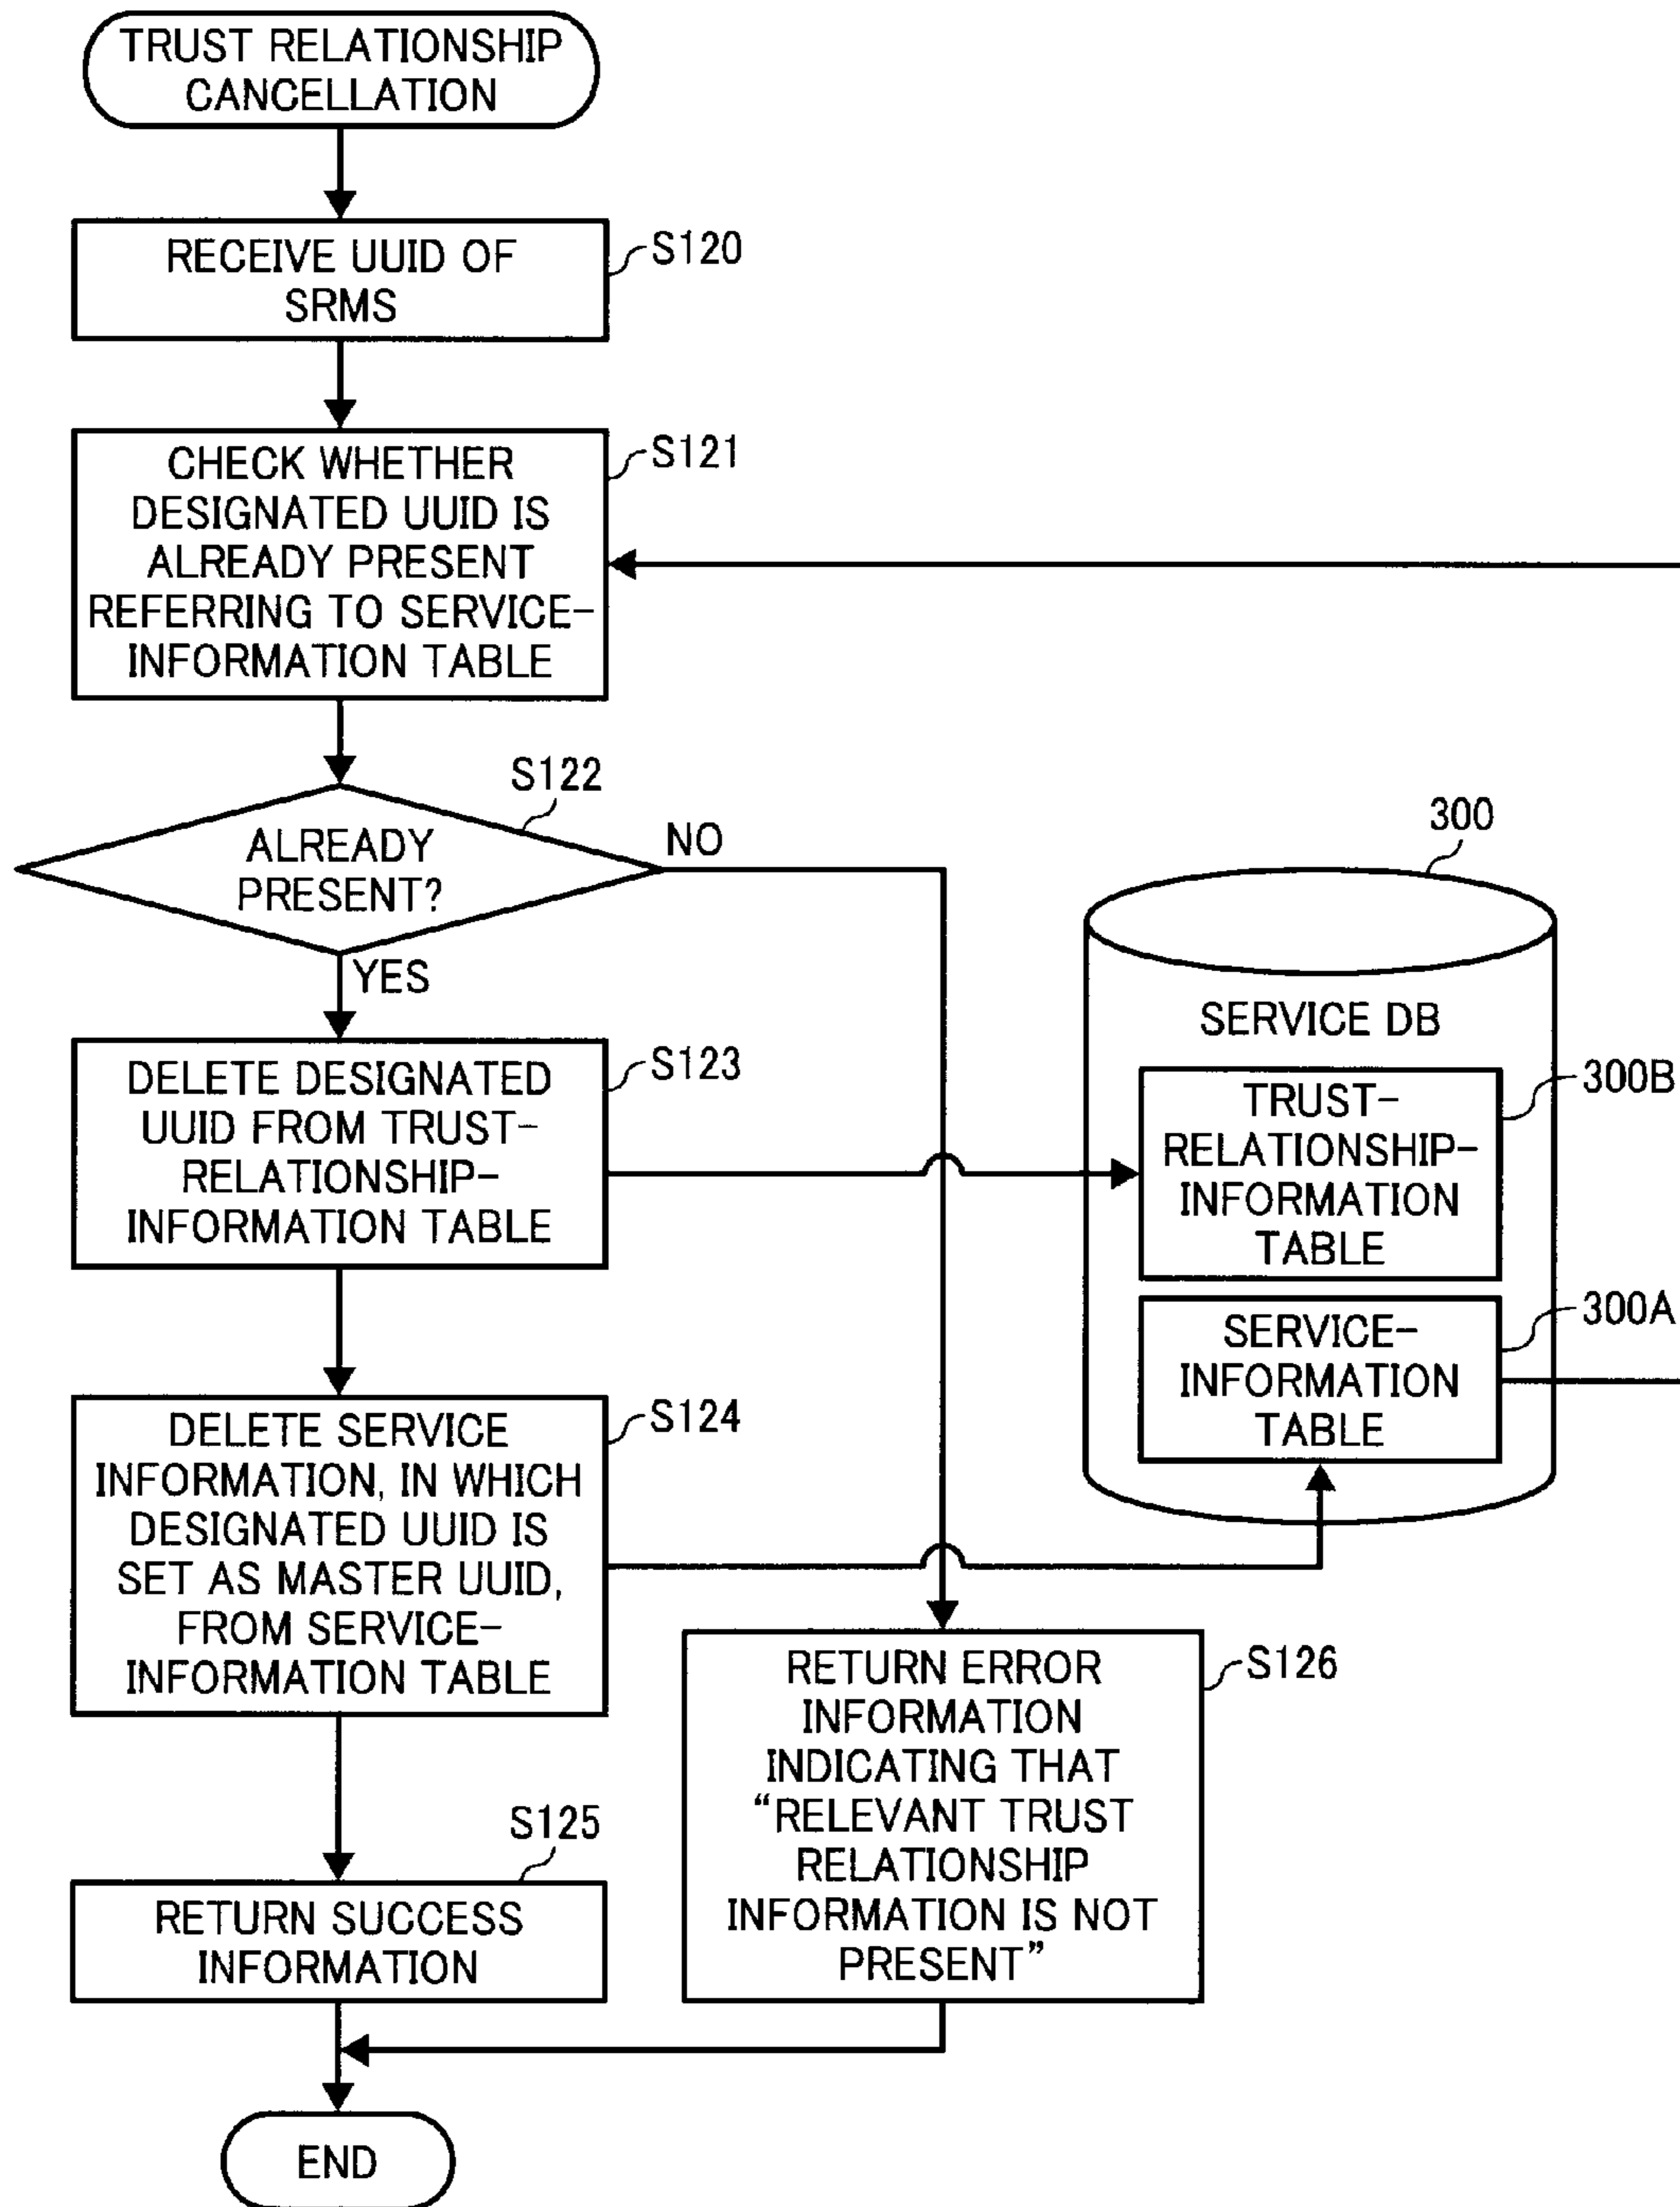 TRUST RELATIONSHIP
CANCELLATION
RECEIVE UUID OF
SRMS
S120
CHECK WHETHER
DESIGNATED UUID IS
ALREADY PRESENT
REFERRING TO SERVICE-
INFORMATION TABLE
S121
ALREADY
PRESENT?
S122
NO
YES
DELETE DESIGNATED
UUID FROM TRUST-
RELATIONSHIP-
INFORMATION TABLE
S123
DELETE SERVICE
INFORMATION, IN WHICH
DESIGNATED UUID IS
SET AS MASTER UUID,
FROM SERVICE-
INFORMATION TABLE
S124
RETURN SUCCESS
INFORMATION
S125
RETURN ERROR
INFORMATION
INDICATING THAT
“RELEVANT TRUST
RELATIONSHIP
INFORMATION IS NOT
PRESENT”
S126
END
300
SERVICE DB
TRUST-
RELATIONSHIP-
INFORMATION
TABLE
300B
SERVICE-
INFORMATION
TABLE
300A